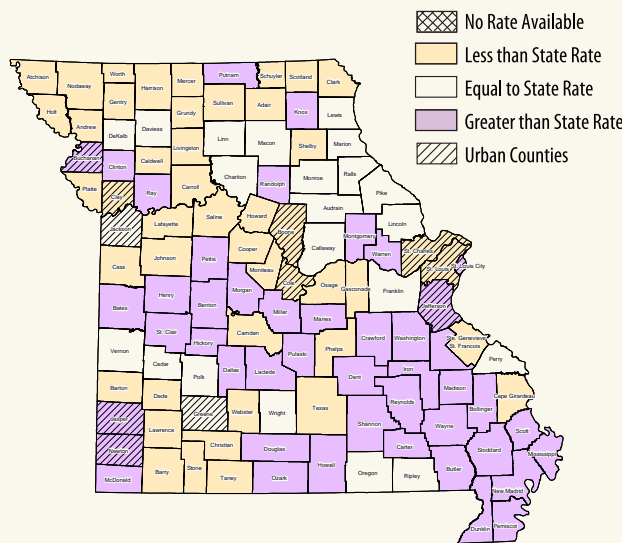 No Rate Available
Less than State Rate
Equal to State Rate
Greater than State Rate
Urban Counties
Atchison
Nodaway
Worth
Harrison
Mercer
Putnam
Schuyler
Scotland
Clark
Gentry
Sullivan
Adair
Knox
Lewis
Holt
Andrew
DeKalb
Daviess
Grundy
Linn
Macon
Shelby
Marion
Buchanan
Clinton
Caldwell
Livingston
Chariton
Randolph
Monroe
Ralls
Pike
Platte
Clay
Ray
Carroll
Audrain
Lincoln
Jackson
Lafayette
Saline
Howard
Boone
Callaway
Montgomery
Warren
St. Charles
St. Louis
St. Louis City
Cass
Johnson
Pettis
Cooper
Moniteau
Cole
Osage
Gasconade
Franklin
Jefferson
Bates
Henry
Benton
Morgan
Miller
Maries
St. Clair
Hickory
Camden
Pulaski
Phelps
Crawford
Washington
Ste. Genevieve
St. Francois
Perry
Vernon
Cedar
Polk
Dallas
Laclede
Dent
Iron
Madison
Bollinger
Cape Girardeau
Barton
Dade
Greene
Webster
Wright
Texas
Shannon
Reynolds
Wayne
Scott
Jasper
Lawrence
Christian
Douglas
Howell
Carter
Butler
Stoddard
Mississippi
Newton
McDonald
Barry
Stone
Taney
Ozark
Oregon
Ripley
New Madrid
Dunklin
Pemiscot